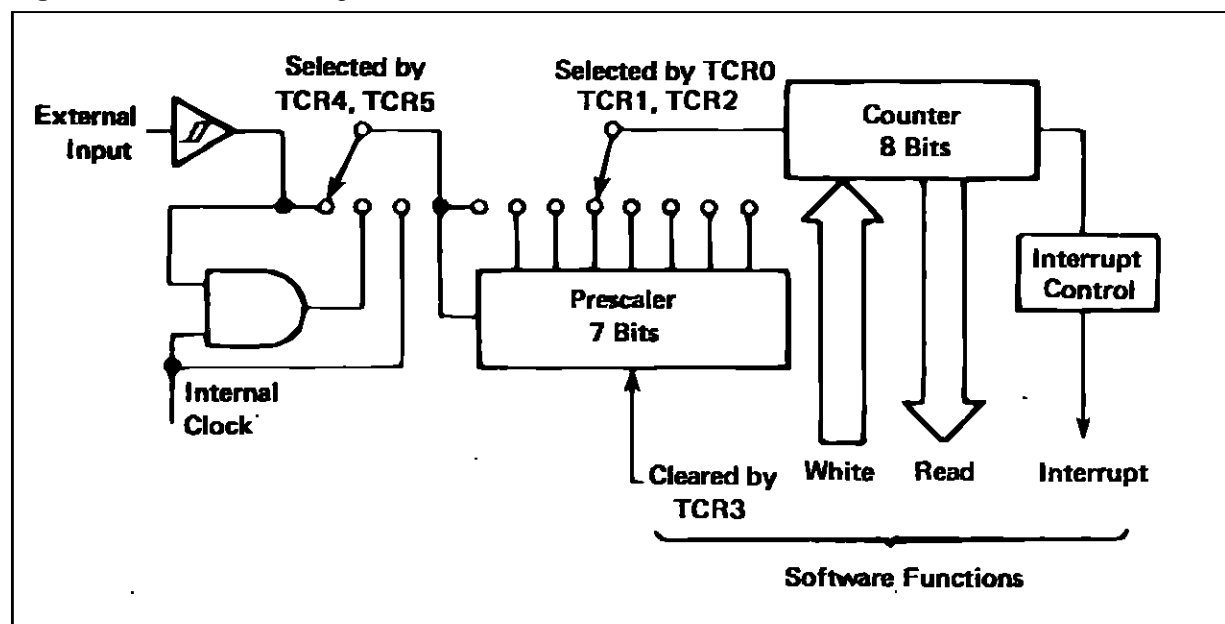 Selected by
TCR4, TCR5
Selected by TCR0
TCR1, TCR2
External
Input
Counter
8 Bits
Interrupt
Control
Prescaler
7 Bits
Internal
Clock
Cleared by
TCR3
White
Read
Interrupt
Software Functions